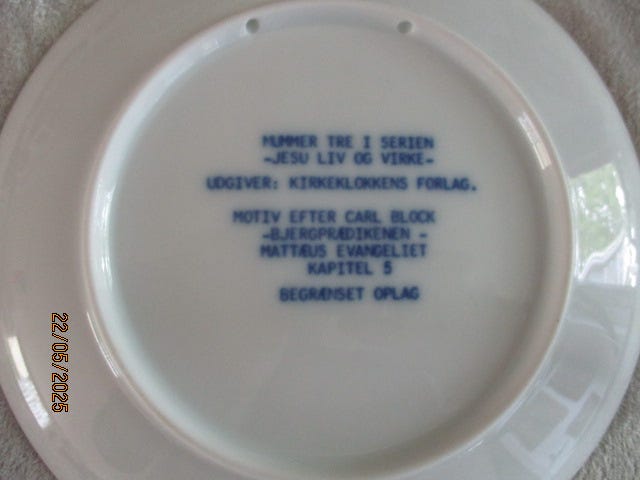 NUMMER TRE I SERIEN
-JESU LIV OG VIRKE-
UDGIVER: KIRKEKLOKKENS FORLAG.
MOTIV EFTER CARL BLOCK
-BJERGPRÆDIKENEN -
MATTÆUS EVANGELIET
KAPITEL 5
BEGRÆNSET OPLAG
22/05/2025